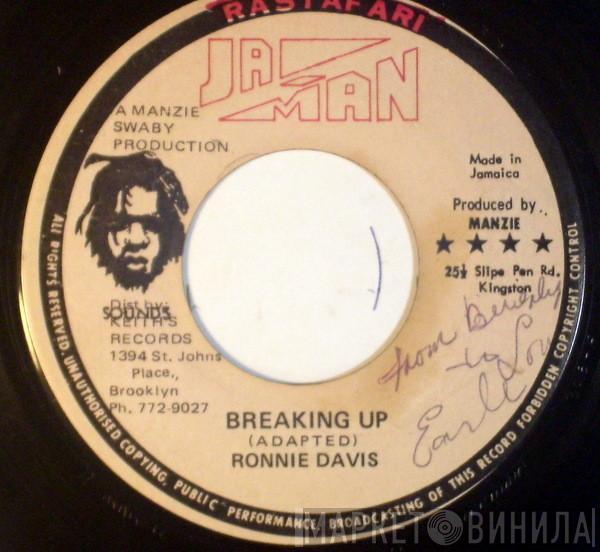 RASTAFARI
JA-MAN
A MANZIE
SWABY
PRODUCTION
Made in
Jamaica
Produced by..
MANZIE
★ ★ ★ ★
25½ Slipe Pen Rd.
Kingston
SOUNDS
Dist by:
KEITH'S
RECORDS
1394 St. Johns
Place,,
Brooklyn
Ph. 772-9027
from Beverly
to
Earl
BREAKING UP
(ADAPTED)
RONNIE DAVIS
ALL RIGHTS RESERVED. UNAUTHORISED COPYING, PUBLIC PERFORMANCE, BROADCASTING OF THIS RECORD FORBIDDEN COPYRIGHT CONTROL
МАРКЕТ ВИНИЛА